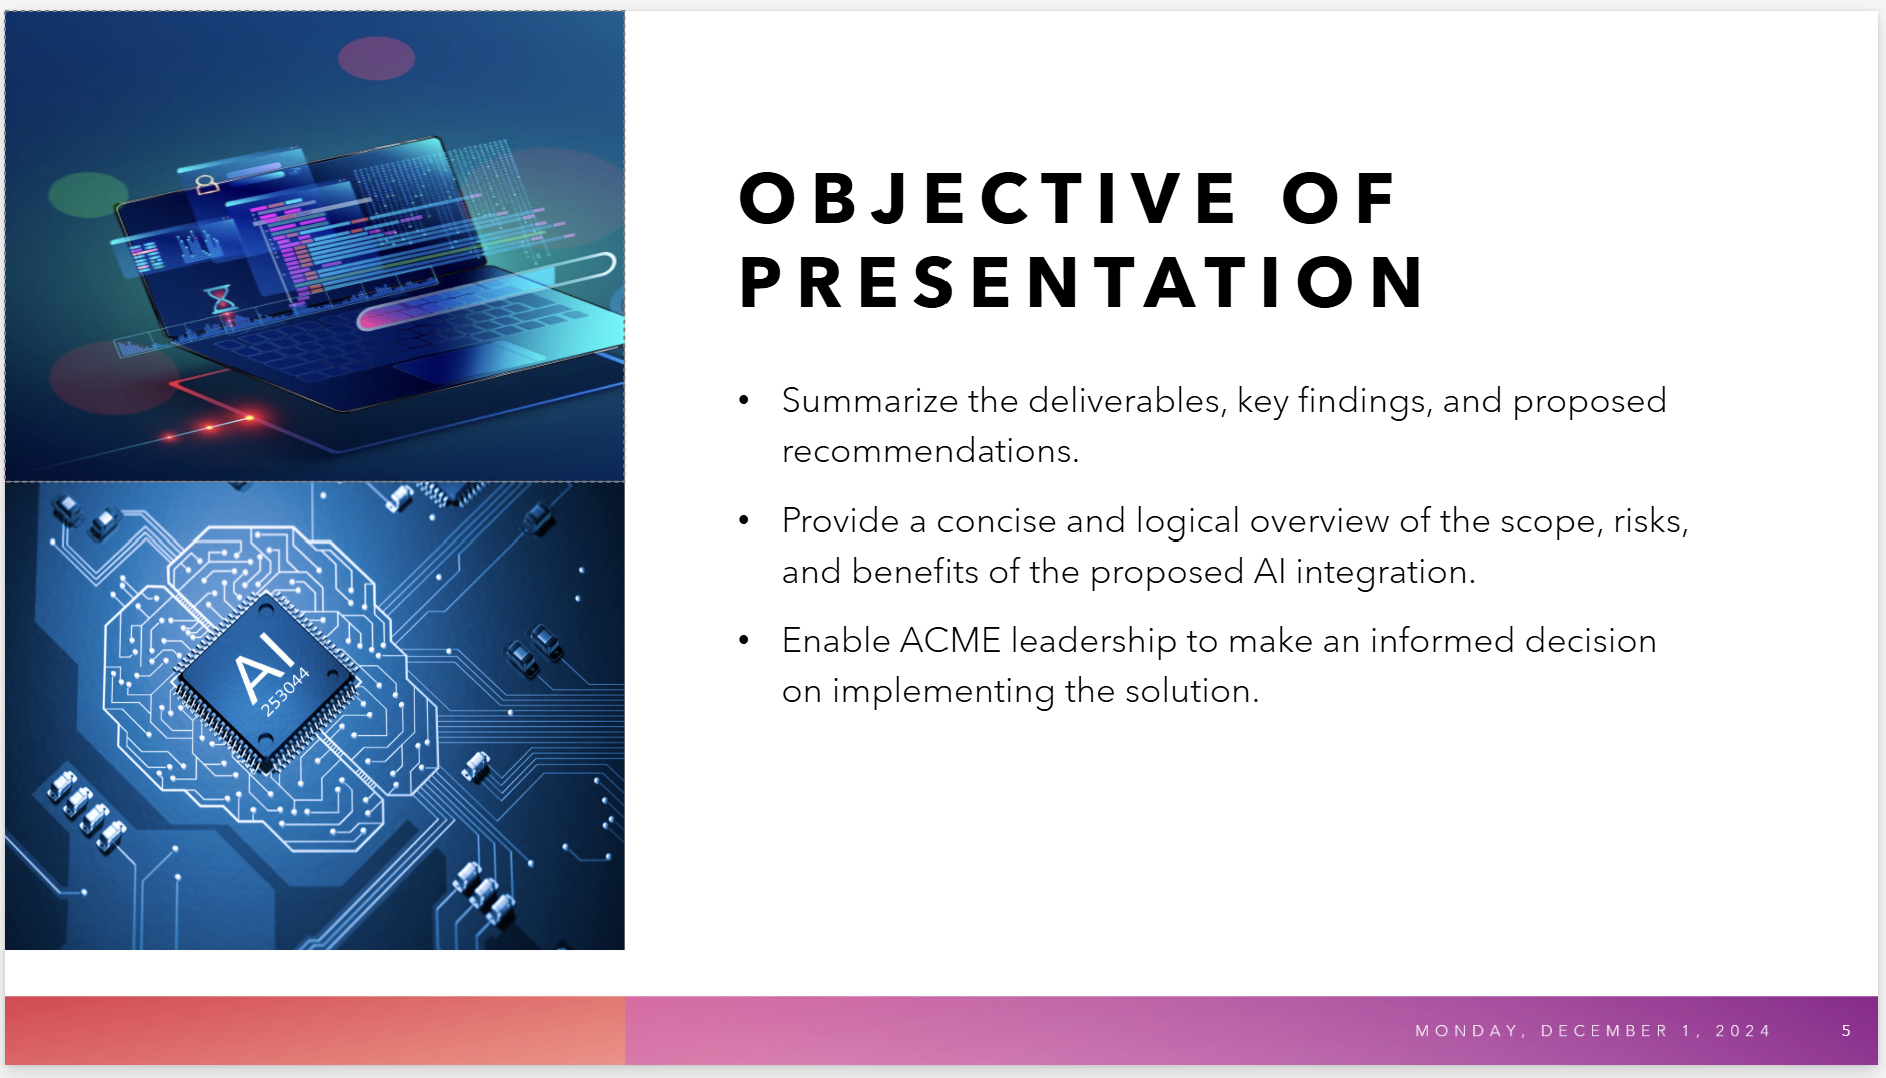 OBJECTIVE OF
PRESENTATION
• Summarize the deliverables, key findings, and proposed
recommendations.
• Provide a concise and logical overview of the scope, risks,
and benefits of the proposed AI integration.
• Enable ACME leadership to make an informed decision
on implementing the solution.
AI
253044
MONDAY, DECEMBER 1, 2024
5